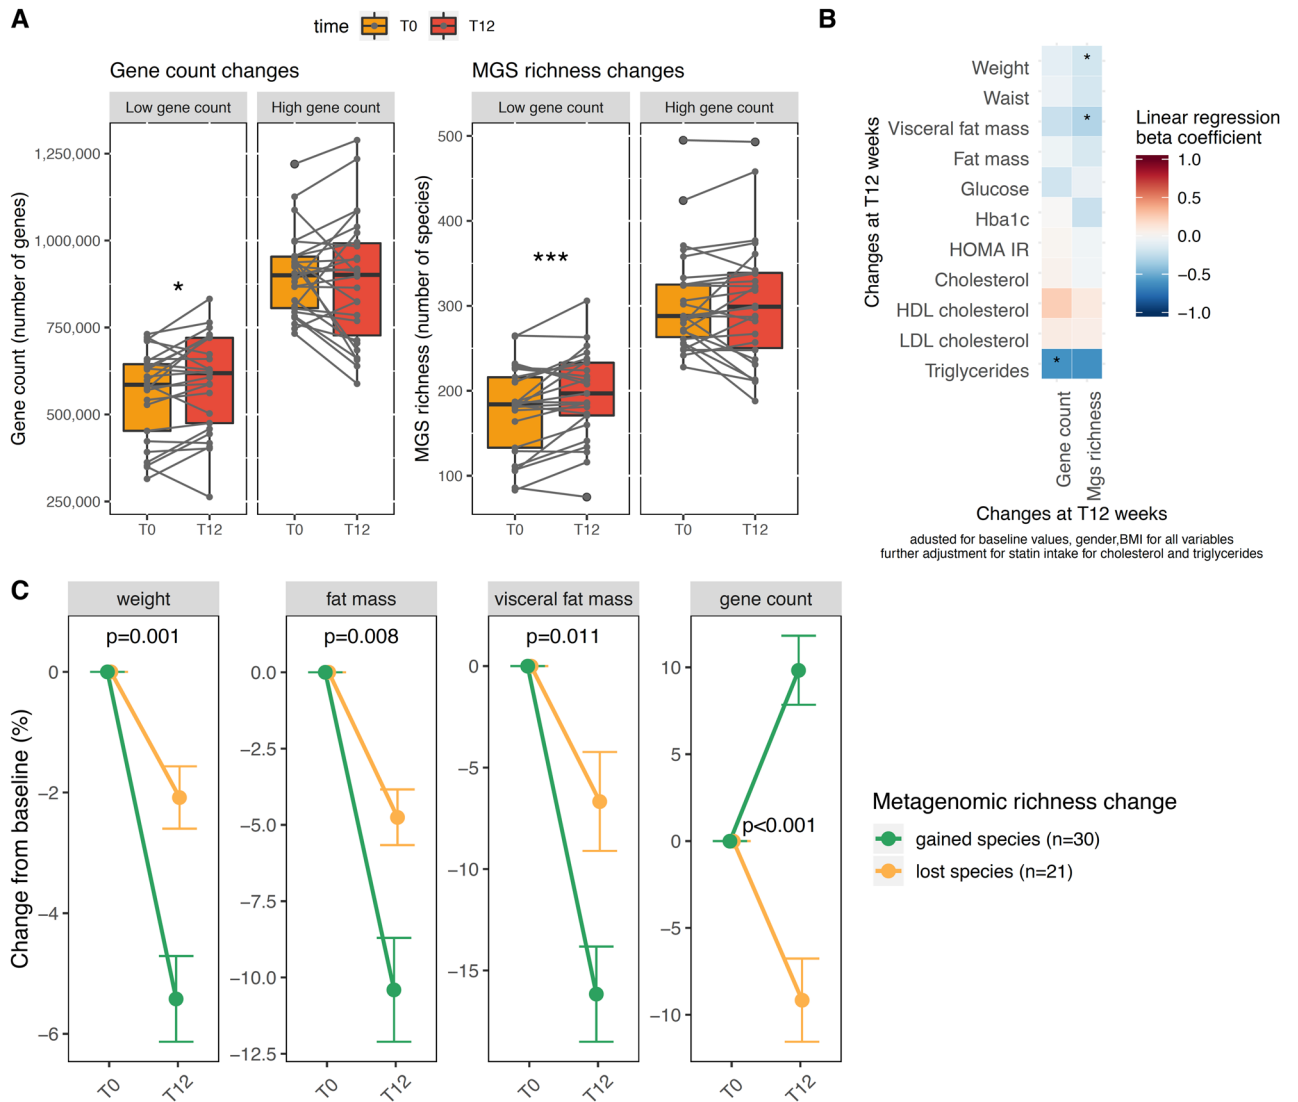 A
time T0 T12
Gene count changes
Low gene count High gene count
Gene count (number of genes)
1,250,000
1,000,000
750,000
500,000
250,000
*
T0 T12 T0 T12
MGS richness changes
Low gene count High gene count
MGS richness (number of species)
500
400
300
200
100
***
T0 T12 T0 T12
B
Changes at T12 weeks
Weight *
Waist
Visceral fat mass *
Fat mass
Glucose
Hba1c
HOMA IR
Cholesterol
HDL cholesterol
LDL cholesterol
Triglycerides *
Gene count
Mgs richness
Changes at T12 weeks
adusted for baseline values, gender,BMI for all variables
further adjustment for statin intake for cholesterol and triglycerides
Linear regression
beta coefficient
1.0
0.5
0.0
−0.5
−1.0
C
Change from baseline (%)
weight
p=0.001
0
−2
−4
−6
T0 T12
fat mass
p=0.008
0.0
−2.5
−5.0
−7.5
−10.0
−12.5
T0 T12
visceral fat mass
p=0.011
0
−5
−10
−15
T0 T12
gene count
10
5
0
−5
−10
p<0.001
T0 T12
Metagenomic richness change
gained species (n=30)
lost species (n=21)